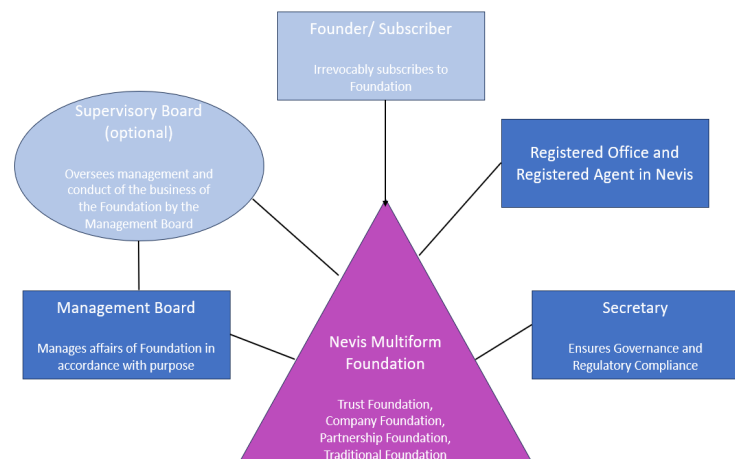 Founder/ Subscriber
Irrevocably subscribes to
Foundation
Supervisory Board
(optional)
Oversees management and
conduct of the business of
the Foundation by the
Management Board
Registered Office and
Registered Agent in Nevis
Management Board
Manages affairs of Foundation in
accordance with purpose
Secretary
Ensures Governance and
Regulatory Compliance
Nevis Multiform
Foundation
Trust Foundation,
Company Foundation,
Partnership Foundation,
Traditional Foundation